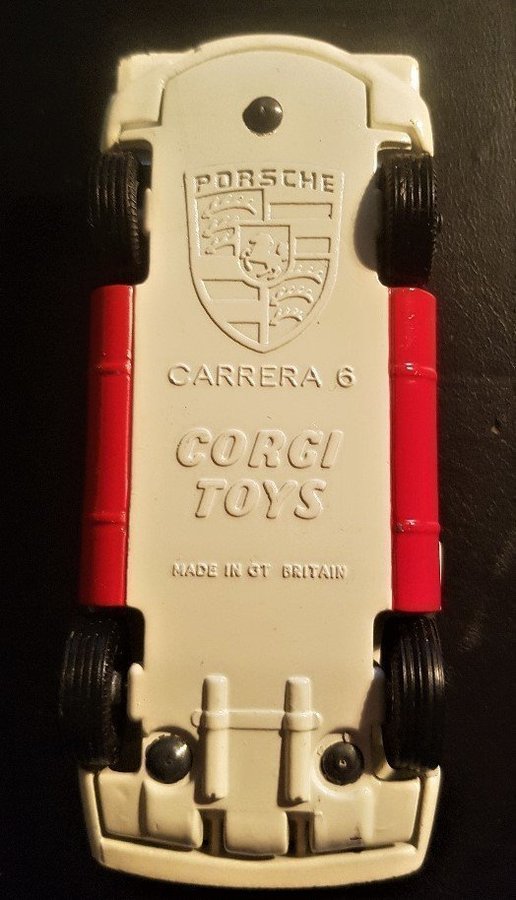 PORSCHE
CARRERA 6
CORGI
TOYS
MADE IN GT BRITAIN